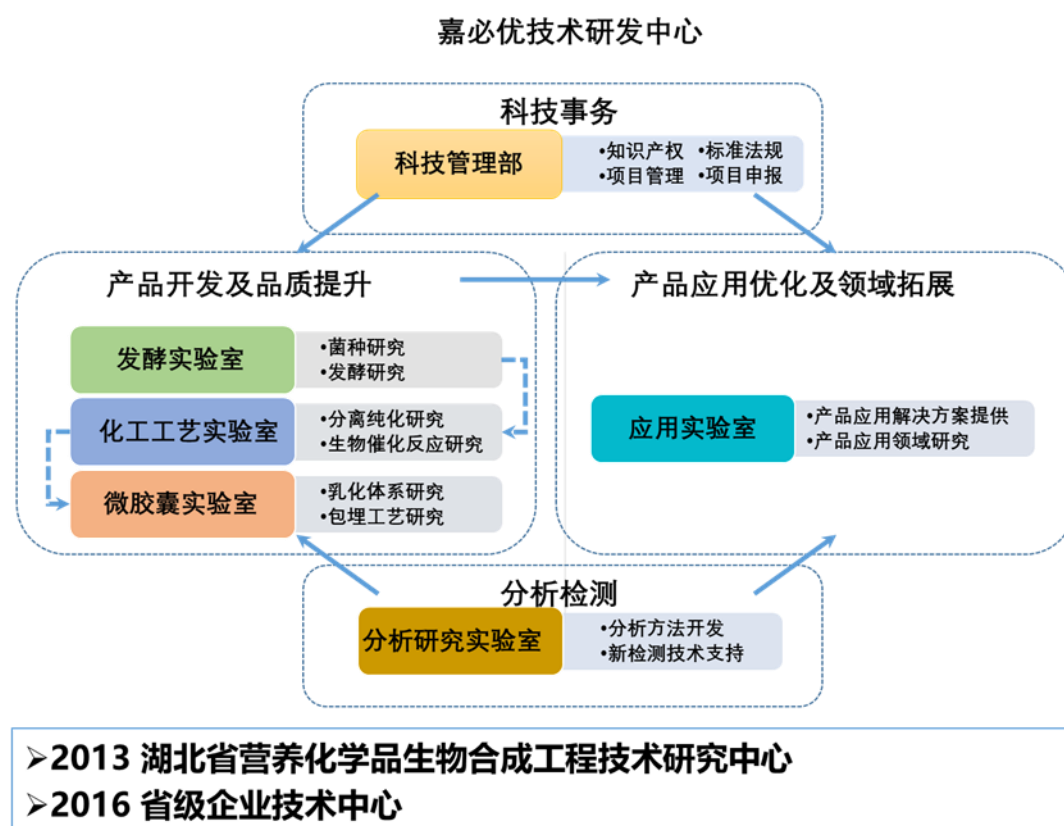 嘉必优技术研发中心
科技事务
科技管理部
•知识产权 •标准法规
•项目管理 •项目申报
产品开发及品质提升
发酵实验室
•菌种研究
•发酵研究
化工工艺实验室
•分离纯化研究
•生物催化反应研究
微胶囊实验室
•乳化体系研究
•包埋工艺研究
产品应用优化及领域拓展
应用实验室
•产品应用解决方案提供
•产品应用领域研究
分析检测
分析研究实验室
•分析方法开发
•新检测技术支持
➢2013 湖北省营养化学品生物合成工程技术研究中心
➢2016 省级企业技术中心